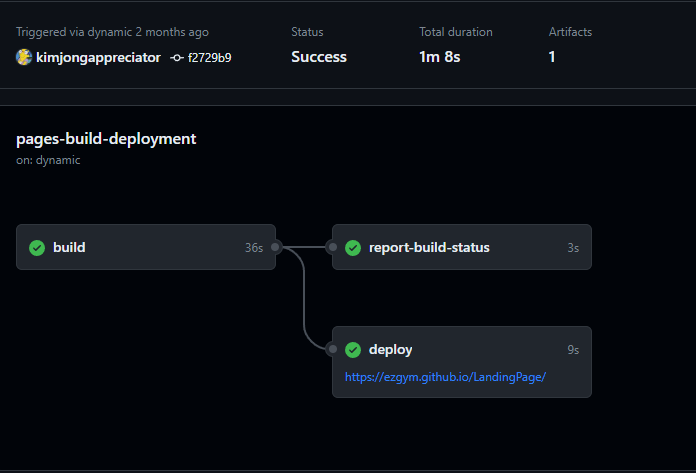 Triggered via dynamic 2 months ago
kimjongappreciator f2729b9
Status
Success
Total duration
1m 8s
Artifacts
1
pages-build-deployment
on: dynamic
build 36s
report-build-status 3s
deploy 9s
https://ezgym.github.io/LandingPage/